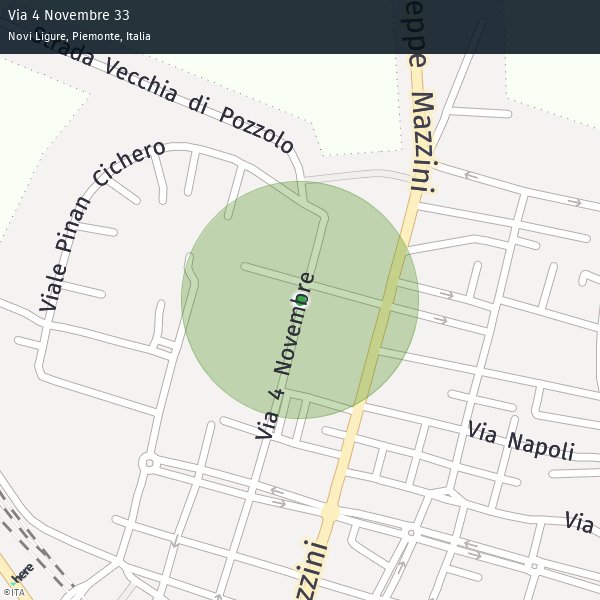 Via 4 Novembre 33
Novi Ligure, Piemonte, Italia
Strada Vecchia di Pozzolo
eppe Mazzini
Viale Pinan Cichero
Via 4 Novembre
Via Napoli
Via
zzini
here
©ITA